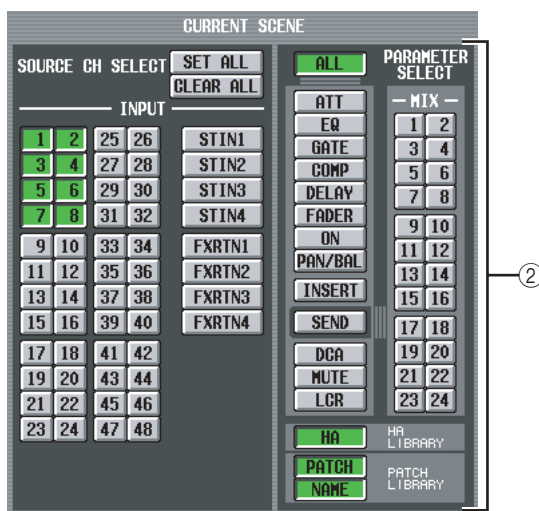 CURRENT SCENE
SOURCE CH SELECT
SET ALL
CLEAR ALL
INPUT
1 2 25 26 STIN1
3 4 27 28 STIN2
5 6 29 30 STIN3
7 8 31 32 STIN4
9 10 33 34 FXRTN1
11 12 35 36 FXRTN2
13 14 37 38 FXRTN3
15 16 39 40 FXRTN4
17 18 41 42
19 20 43 44
21 22 45 46
23 24 47 48
ALL
PARAMETER
SELECT
ATT
EQ
GATE
COMP
DELAY
FADER
ON
PAN/BAL
INSERT
SEND
DCA
MUTE
LCR
MIX
1 2
3 4
5 6
7 8
9 10
11 12
13 14
15 16
17 18
19 20
21 22
23 24
HA
HA
LIBRARY
PATCH
NAME
PATCH
LIBRARY
②